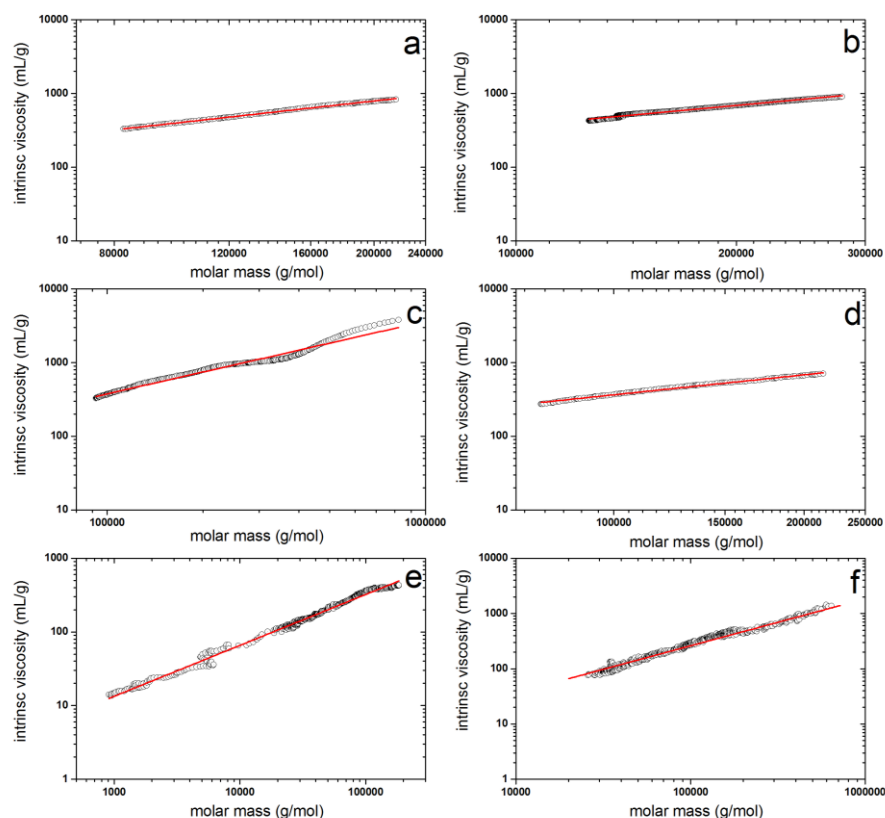 a
10000
1000
100
10
intrinsc viscosity (mL/g)
80000 120000 160000 200000 240000
molar mass (g/mol)
b
10000
1000
100
10
intrinsc viscosity (mL/g)
100000 200000 300000
molar mass (g/mol)
c
10000
1000
100
10
intrinsc viscosity (mL/g)
100000 1000000
molar mass (g/mol)
d
10000
1000
100
10
intrinsc viscosity (mL/g)
100000 150000 200000 250000
molar mass (g/mol)
e
1000
100
10
1
intrinsc viscosity (mL/g)
1000 10000 100000
molar mass (g/mol)
f
10000
1000
100
10
1
intrinsc viscosity (mL/g)
10000 100000 1000000
molar mass (g/mol)